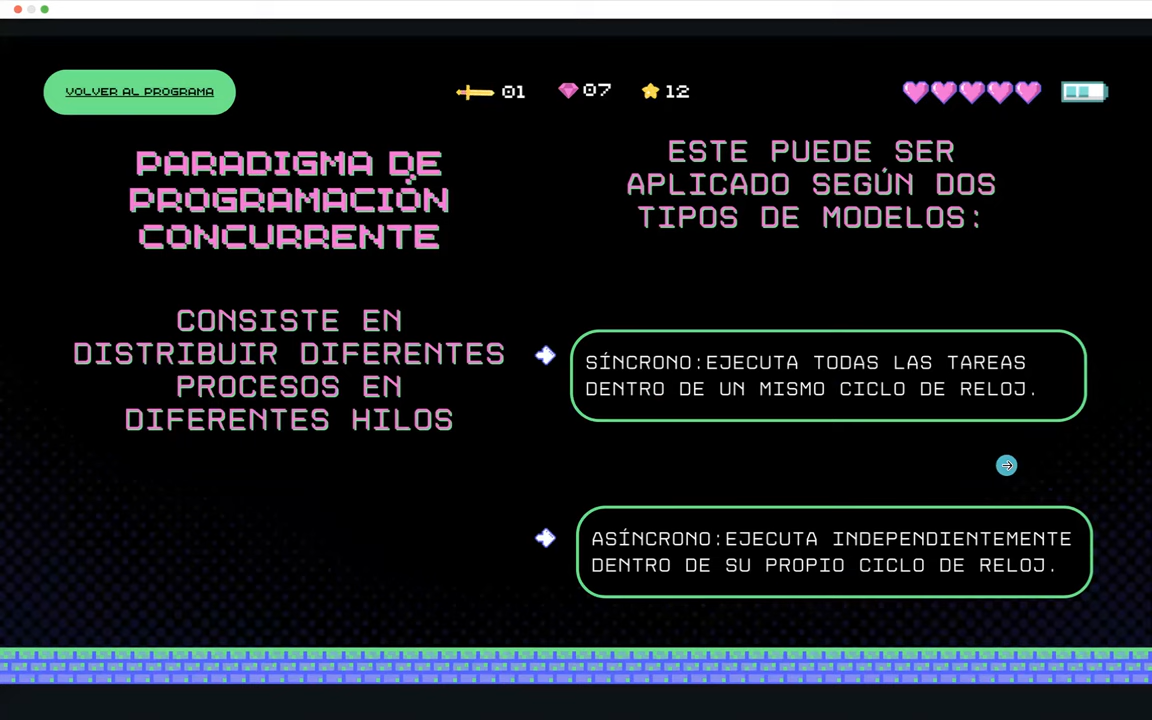 VOLVER AL PROGRAMA
01
07
12
PARADIGMA DE
PROGRAMACIÓN
CONCURRENTE
CONSISTE EN
DISTRIBUIR DIFERENTES
PROCESOS EN
DIFERENTES HILOS
ESTE PUEDE SER
APLICADO SEGÚN DOS
TIPOS DE MODELOS:
SÍNCRONO:EJECUTA TODAS LAS TAREAS
DENTRO DE UN MISMO CICLO DE RELOJ.
ASÍNCRONO:EJECUTA INDEPENDIENTEMENTE
DENTRO DE SU PROPIO CICLO DE RELOJ.